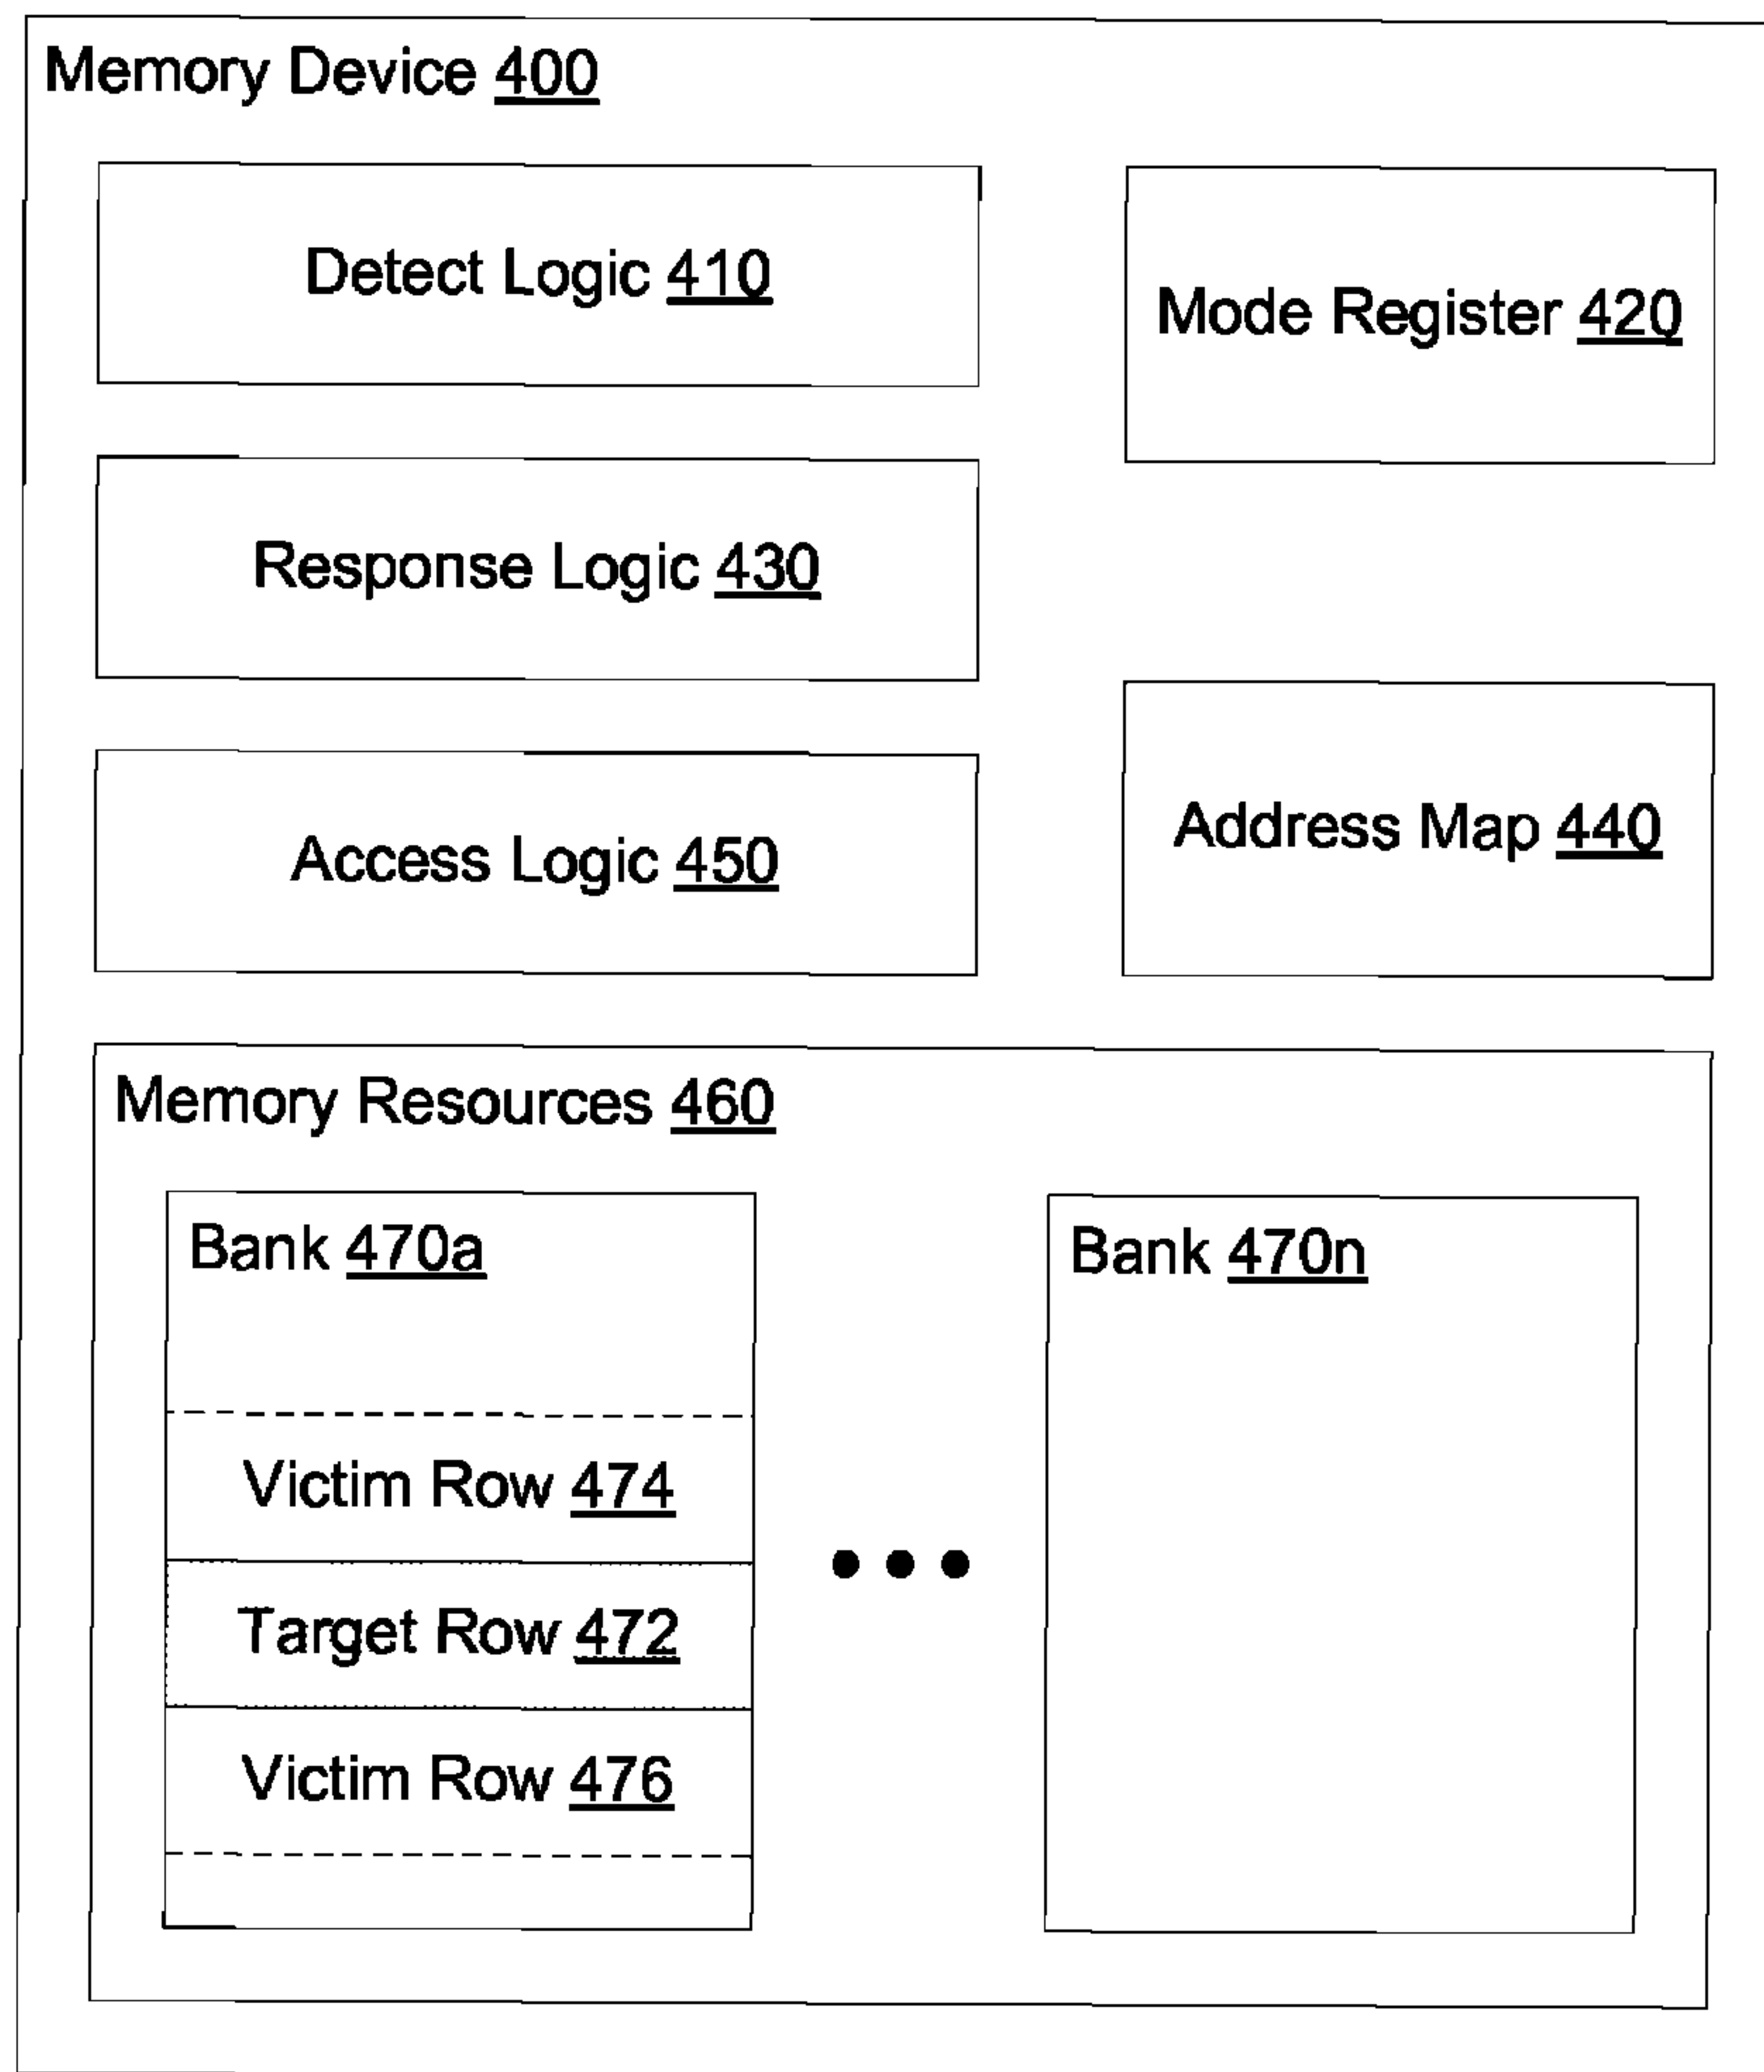 Memory Device 400
Detect Logic 410
Mode Register 420
Response Logic 430
Access Logic 450
Address Map 440
Memory Resources 460
Bank 470a
Bank 470n
Victim Row 474
Target Row 472
Victim Row 476